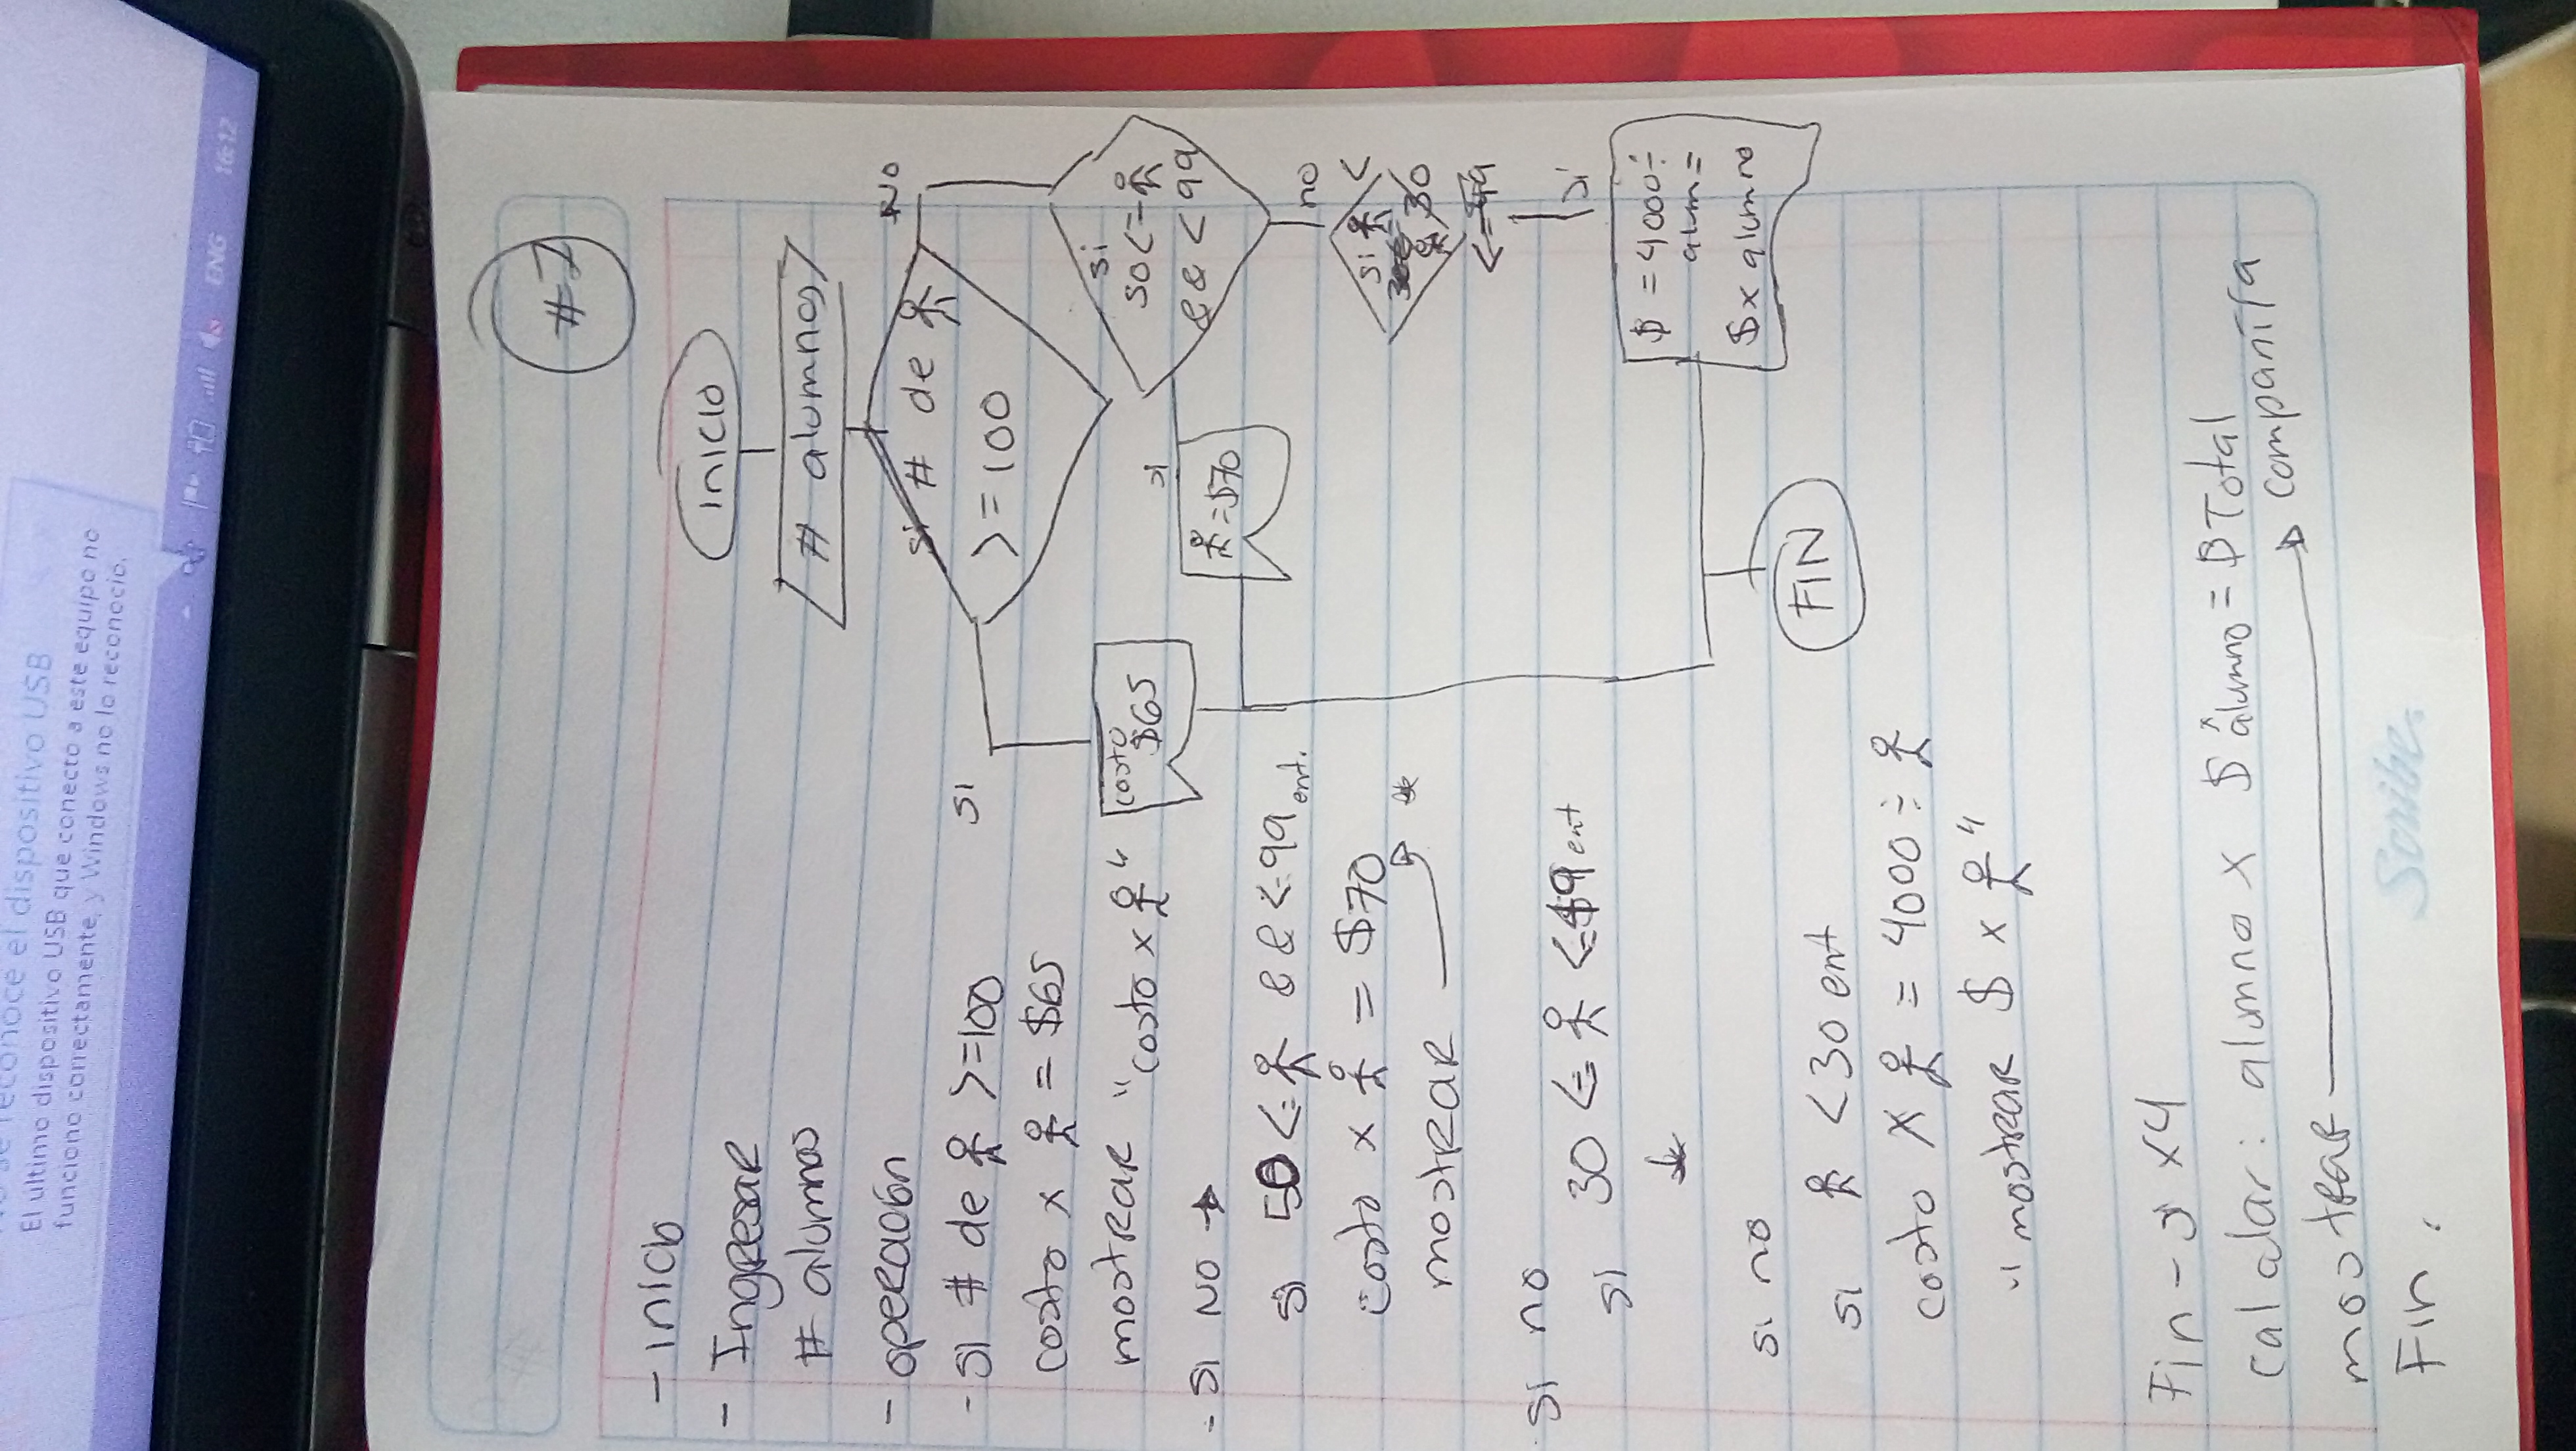 No se reconoce el dispositivo USB
El último dispositivo USB que conectó a este equipo no
funcionó correctamente, y Windows no lo reconoció.
ENG 16:12
- inicio
- Ingresar
# alumnos
- operación
- si # de >=100
costo x = $65
mostrar "costo x "
- si NO →
si 50 <= && <=99 ent.
costo x = $70
mostrar
si no
si 30 <= <=49 ent
si no
si <30 ent
costo x = 4000 ÷
"mostrar $ x "
Fin - si x4
calcular: alumno x $ alumno = $ Total
compañía
mostrar
Fin.
inicio
# alumnos
si # de
>= 100
si
NO
costo
$65
si
50 <=
&& < 99
si
= $70
no
si <
30
<= 49
si
$ = 4000 ÷
alum =
$ x alumno
FIN
Scribe.